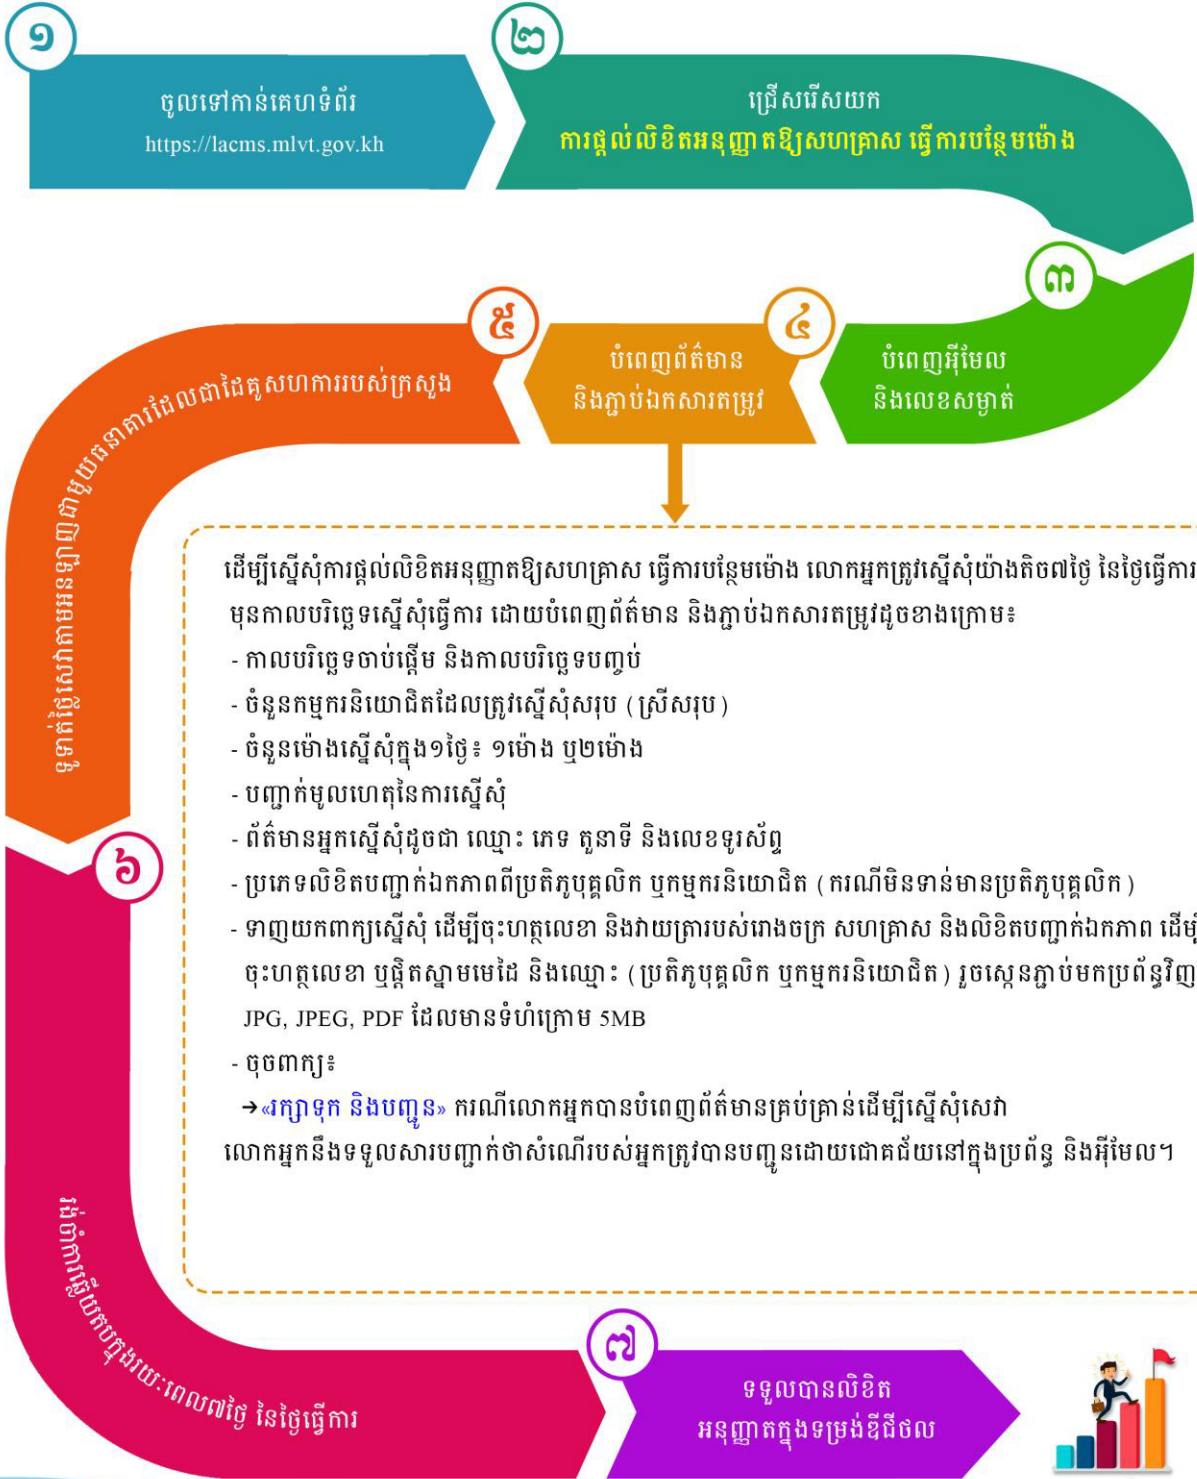 ១
ចូលទៅកាន់គេហទំព័រ
https://lacms.mlvt.gov.kh
២
ជ្រើសរើសយក
ការផ្តល់លិខិតអនុញ្ញាតឱ្យសហគ្រាស ធ្វើការបន្ថែមម៉ោង
៣
បំពេញអ៊ីមែល
និងលេខសម្ងាត់
៤
បំពេញព័ត៌មាន
និងភ្ជាប់ឯកសារតម្រូវ
ដើម្បីស្នើសុំការផ្តល់លិខិតអនុញ្ញាតឱ្យសហគ្រាស ធ្វើការបន្ថែមម៉ោង លោកអ្នកត្រូវស្នើសុំយ៉ាងតិច៧ថ្ងៃ នៃថ្ងៃធ្វើការ
មុនកាលបរិច្ឆេទស្នើសុំធ្វើការ ដោយបំពេញព័ត៌មាន និងភ្ជាប់ឯកសារតម្រូវដូចខាងក្រោម៖
- កាលបរិច្ឆេទចាប់ផ្តើម និងកាលបរិច្ឆេទបញ្ចប់
- ចំនួនកម្មករនិយោជិតដែលត្រូវស្នើសុំសរុប (ស្រីសរុប)
- ចំនួនម៉ោងស្នើសុំក្នុង១ថ្ងៃ៖ ១ម៉ោង ឬ២ម៉ោង
- បញ្ជាក់មូលហេតុនៃការស្នើសុំ
- ព័ត៌មានអ្នកស្នើសុំដូចជា ឈ្មោះ ភេទ តួនាទី និងលេខទូរស័ព្ទ
- ប្រភេទលិខិតបញ្ជាក់ឯកភាពពីប្រតិភូបុគ្គលិក ឬកម្មករនិយោជិត (ករណីមិនទាន់មានប្រតិភូបុគ្គលិក)
- ទាញយកពាក្យស្នើសុំ ដើម្បីចុះហត្ថលេខា និងវាយត្រារបស់រោងចក្រ សហគ្រាស និងលិខិតបញ្ជាក់ឯកភាព ដើម្បី
ចុះហត្ថលេខា ឬផ្តិតស្នាមមេដៃ និងឈ្មោះ (ប្រតិភូបុគ្គលិក ឬកម្មករនិយោជិត) រួចស្កេនភ្ជាប់មកប្រព័ន្ធវិញ
JPG, JPEG, PDF ដែលមានទំហំក្រោម 5MB
- ចុចពាក្យ៖
➔«រក្សាទុក និងបញ្ជូន» ករណីលោកអ្នកបានបំពេញព័ត៌មានគ្រប់គ្រាន់ដើម្បីស្នើសុំសេវា
លោកអ្នកនឹងទទួលសារបញ្ជាក់ថាសំណើរបស់អ្នកត្រូវបានបញ្ជូនដោយជោគជ័យនៅក្នុងប្រព័ន្ធ និងអ៊ីមែល។
៥
ទូទាត់ថ្លៃសេវាតាមអនឡាញជាមួយធនាគារដែលជាដៃគូសហការរបស់ក្រសួង
៦
រង់ចាំការឆ្លើយតបក្នុងរយៈពេល៧ថ្ងៃ នៃថ្ងៃធ្វើការ
៧
ទទួលបានលិខិត
អនុញ្ញាតក្នុងទម្រង់ឌីជីថល